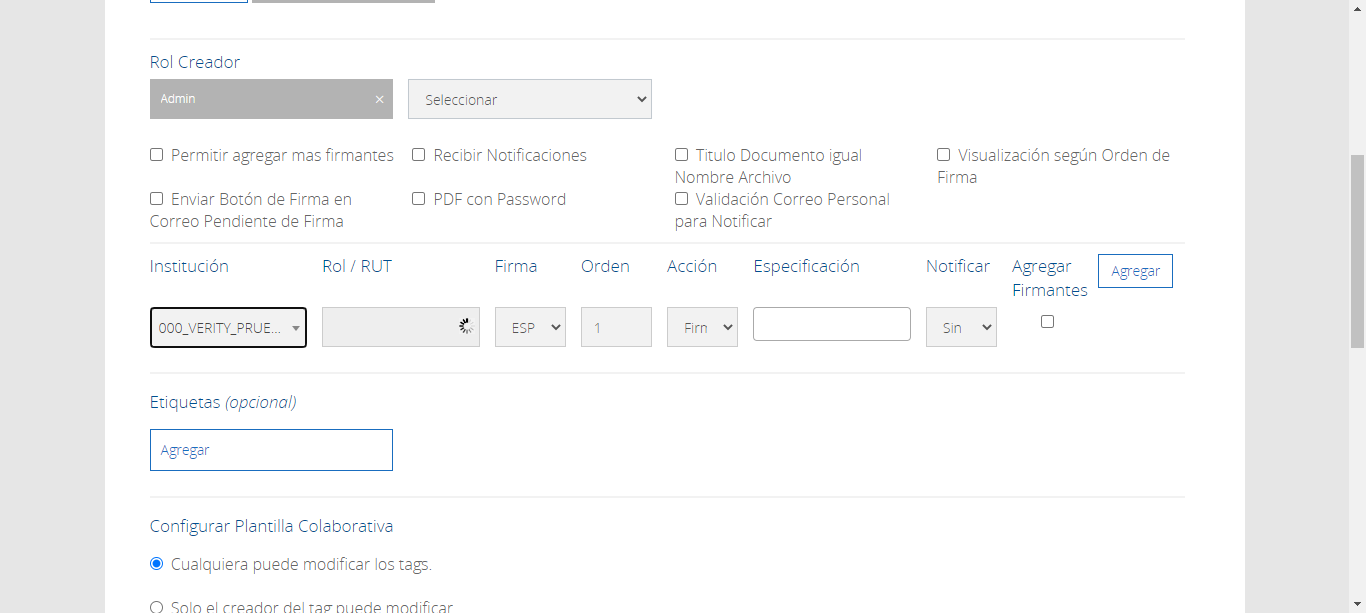 Rol Creador
Admin ×
Seleccionar
Permitir agregar mas firmantes
Recibir Notificaciones
Titulo Documento igual
Nombre Archivo
Visualización según Orden de
Firma
Enviar Botón de Firma en
Correo Pendiente de Firma
PDF con Password
Validación Correo Personal
para Notificar
Institución
Rol / RUT
Firma
Orden
Acción
Especificación
Notificar
Agregar
Firmantes
Agregar
000_VERITY_PRUE...
ESP
1
Firn
Sin
Etiquetas (opcional)
Agregar
Configurar Plantilla Colaborativa
Cualquiera puede modificar los tags.
Solo el creador del tag puede modificar